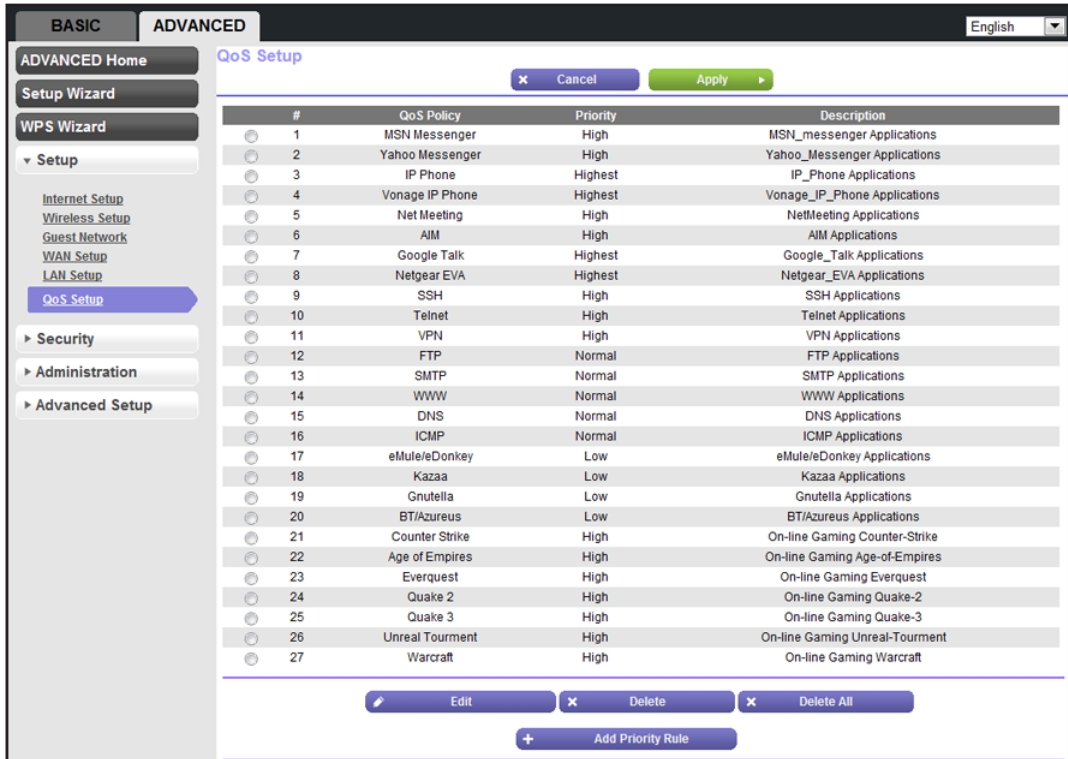 BASIC ADVANCED English
ADVANCED Home
Setup Wizard
WPS Wizard
Setup
Internet Setup
Wireless Setup
Guest Network
WAN Setup
LAN Setup
QoS Setup
Security
Administration
Advanced Setup
QoS Setup
Cancel Apply
# QoS Policy Priority Description
1 MSN Messenger High MSN_messenger Applications
2 Yahoo Messenger High Yahoo_Messenger Applications
3 IP Phone Highest IP_Phone Applications
4 Vonage IP Phone Highest Vonage_IP_Phone Applications
5 Net Meeting High NetMeeting Applications
6 AIM High AIM Applications
7 Google Talk Highest Google_Talk Applications
8 Netgear EVA Highest Netgear_EVA Applications
9 SSH High SSH Applications
10 Telnet High Telnet Applications
11 VPN High VPN Applications
12 FTP Normal FTP Applications
13 SMTP Normal SMTP Applications
14 WWW Normal WWW Applications
15 DNS Normal DNS Applications
16 ICMP Normal ICMP Applications
17 eMule/eDonkey Low eMule/eDonkey Applications
18 Kazaa Low Kazaa Applications
19 Gnutella Low Gnutella Applications
20 BT/Azureus Low BT/Azureus Applications
21 Counter Strike High On-line Gaming Counter-Strike
22 Age of Empires High On-line Gaming Age-of-Empires
23 Everquest High On-line Gaming Everquest
24 Quake 2 High On-line Gaming Quake-2
25 Quake 3 High On-line Gaming Quake-3
26 Unreal Tourment High On-line Gaming Unreal-Tourment
27 Warcraft High On-line Gaming Warcraft
Edit Delete Delete All
Add Priority Rule